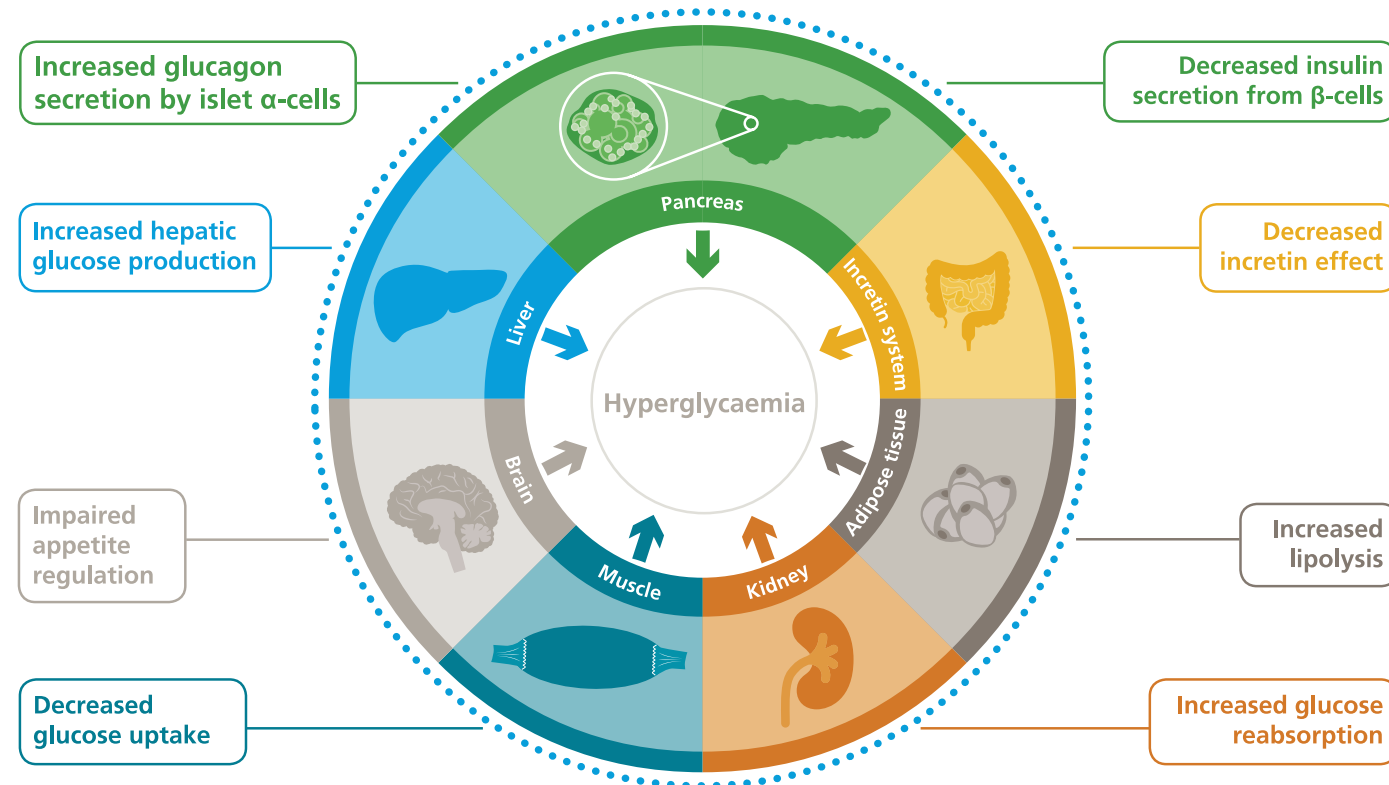 Increased glucagon
secretion by islet α-cells
Decreased insulin
secretion from β-cells
Pancreas
Increased hepatic
glucose production
Liver
Incretin system
Decreased
incretin effect
Hyperglycaemia
Impaired
appetite
regulation
Brain
Adipose tissue
Increased
lipolysis
Muscle
Kidney
Decreased
glucose uptake
Increased glucose
reabsorption